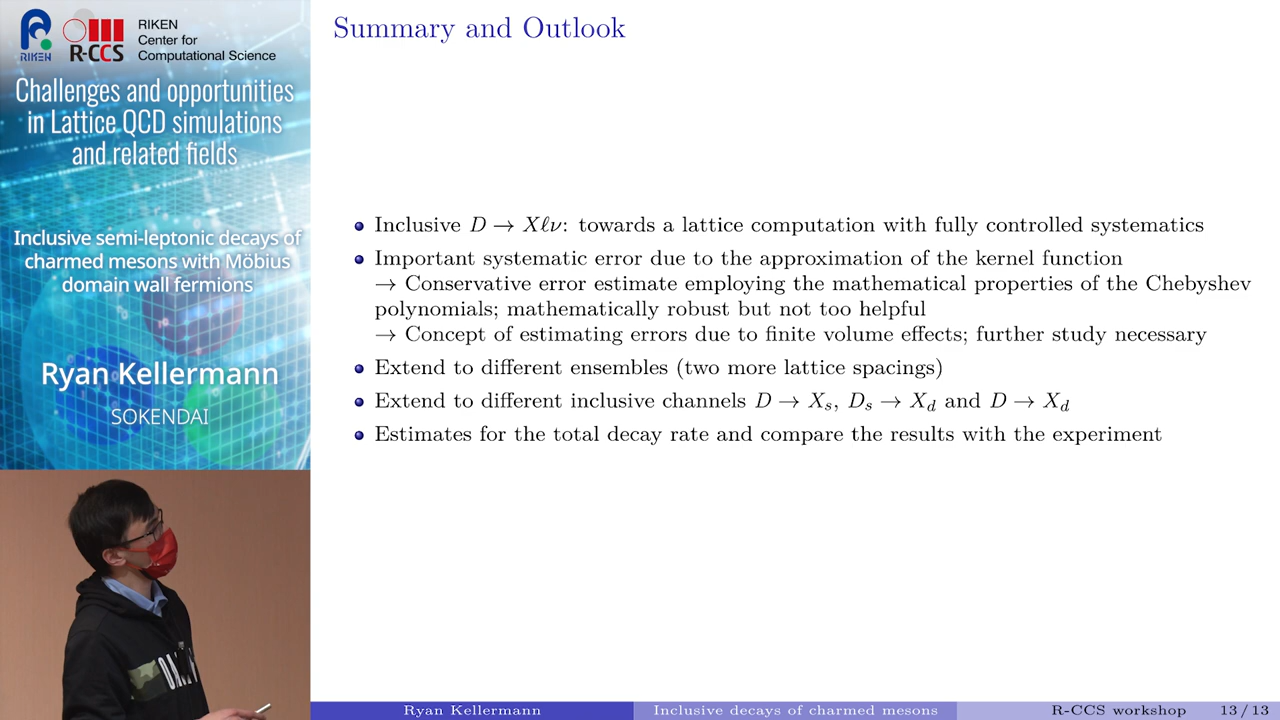 RIKEN
R-CCS
RIKEN
Center for
Computational Science
Challenges and opportunities
in Lattice QCD simulations
and related fields
Inclusive semi-leptonic decays of
charmed mesons with Möbius
domain wall fermions
Ryan Kellermann
SOKENDAI
Summary and Outlook
• Inclusive D → Xℓν: towards a lattice computation with fully controlled systematics
• Important systematic error due to the approximation of the kernel function
→ Conservative error estimate employing the mathematical properties of the Chebyshev
polynomials; mathematically robust but not too helpful
→ Concept of estimating errors due to finite volume effects; further study necessary
• Extend to different ensembles (two more lattice spacings)
• Extend to different inclusive channels D → Xₛ, Dₛ → X_d and D → X_d
• Estimates for the total decay rate and compare the results with the experiment
Ryan Kellermann Inclusive decays of charmed mesons R-CCS workshop 13/13